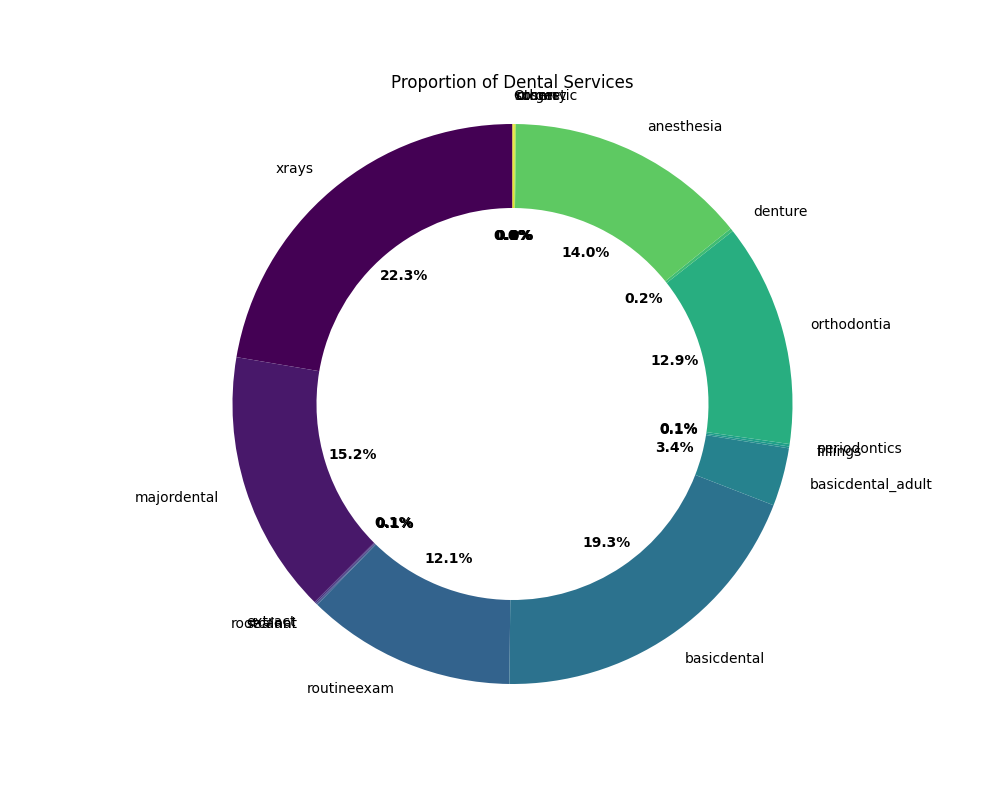 Proportion of Dental Services
anesthesia
xrays
denture
14.0%
22.3%
0.2%
orthodontia
12.9%
0.1%
3.4%
periodontics
fillings
15.2%
basicdental_adult
majordental
0.1%
19.3%
12.1%
extract
basicdental
routineexam